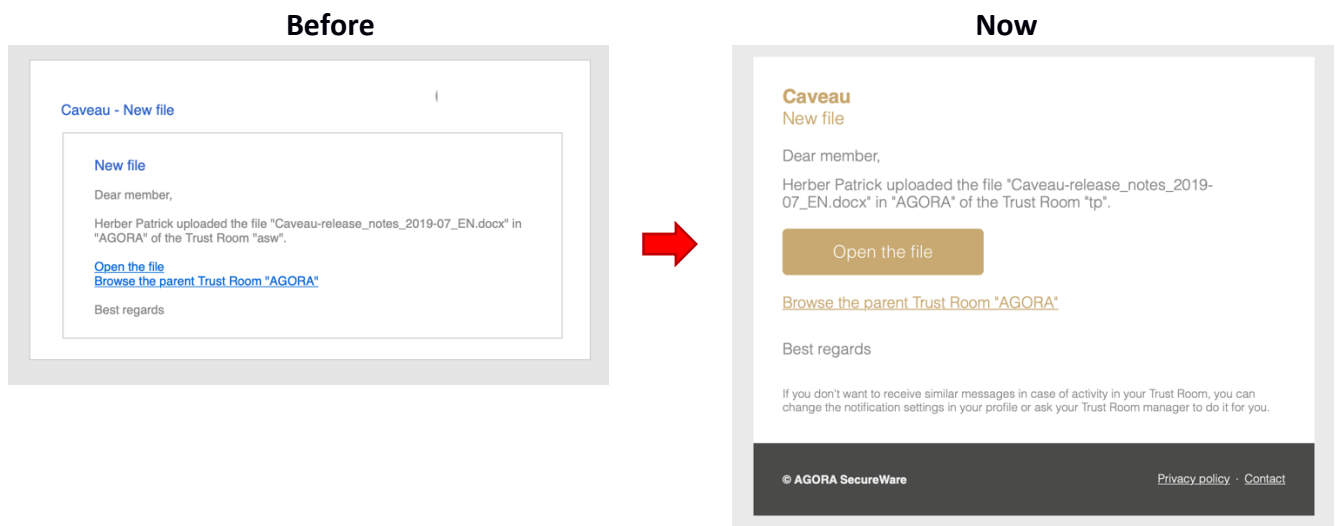 Before
Caveau - New file
New file
Dear member,
Herber Patrick uploaded the file "Caveau-release_notes_2019-07_EN.docx" in
"AGORA" of the Trust Room "asw".
Open the file
Browse the parent Trust Room "AGORA"
Best regards
Now
Caveau
New file
Dear member,
Herber Patrick uploaded the file "Caveau-release_notes_2019-
07_EN.docx" in "AGORA" of the Trust Room "tp".
Open the file
Browse the parent Trust Room "AGORA"
Best regards
If you don't want to receive similar messages in case of activity in your Trust Room, you can
change the notification settings in your profile or ask your Trust Room manager to do it for you.
© AGORA SecureWare
Privacy policy · Contact